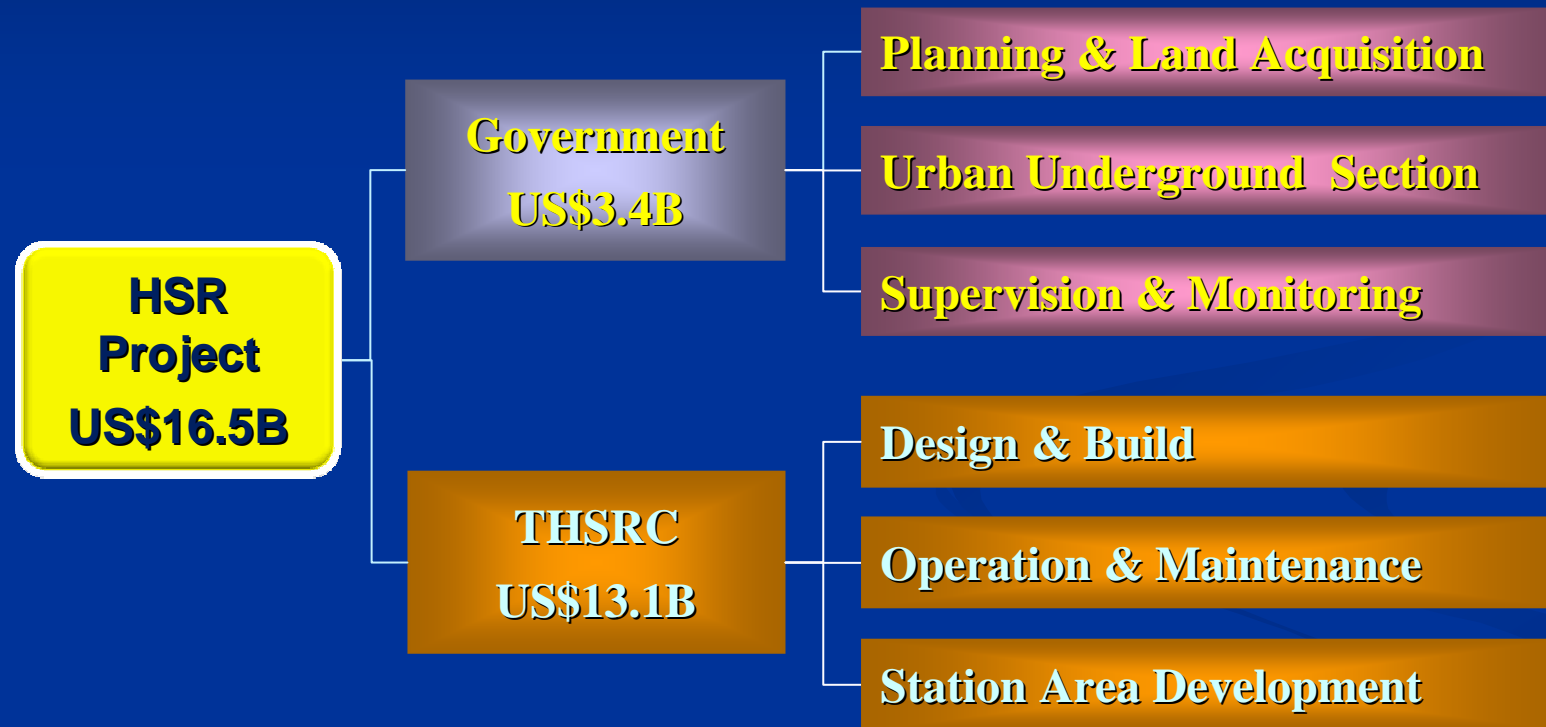 HSR
Project
US$16.5B
Government
US$3.4B
Planning & Land Acquisition
Urban Underground Section
Supervision & Monitoring
THSRC
US$13.1B
Design & Build
Operation & Maintenance
Station Area Development